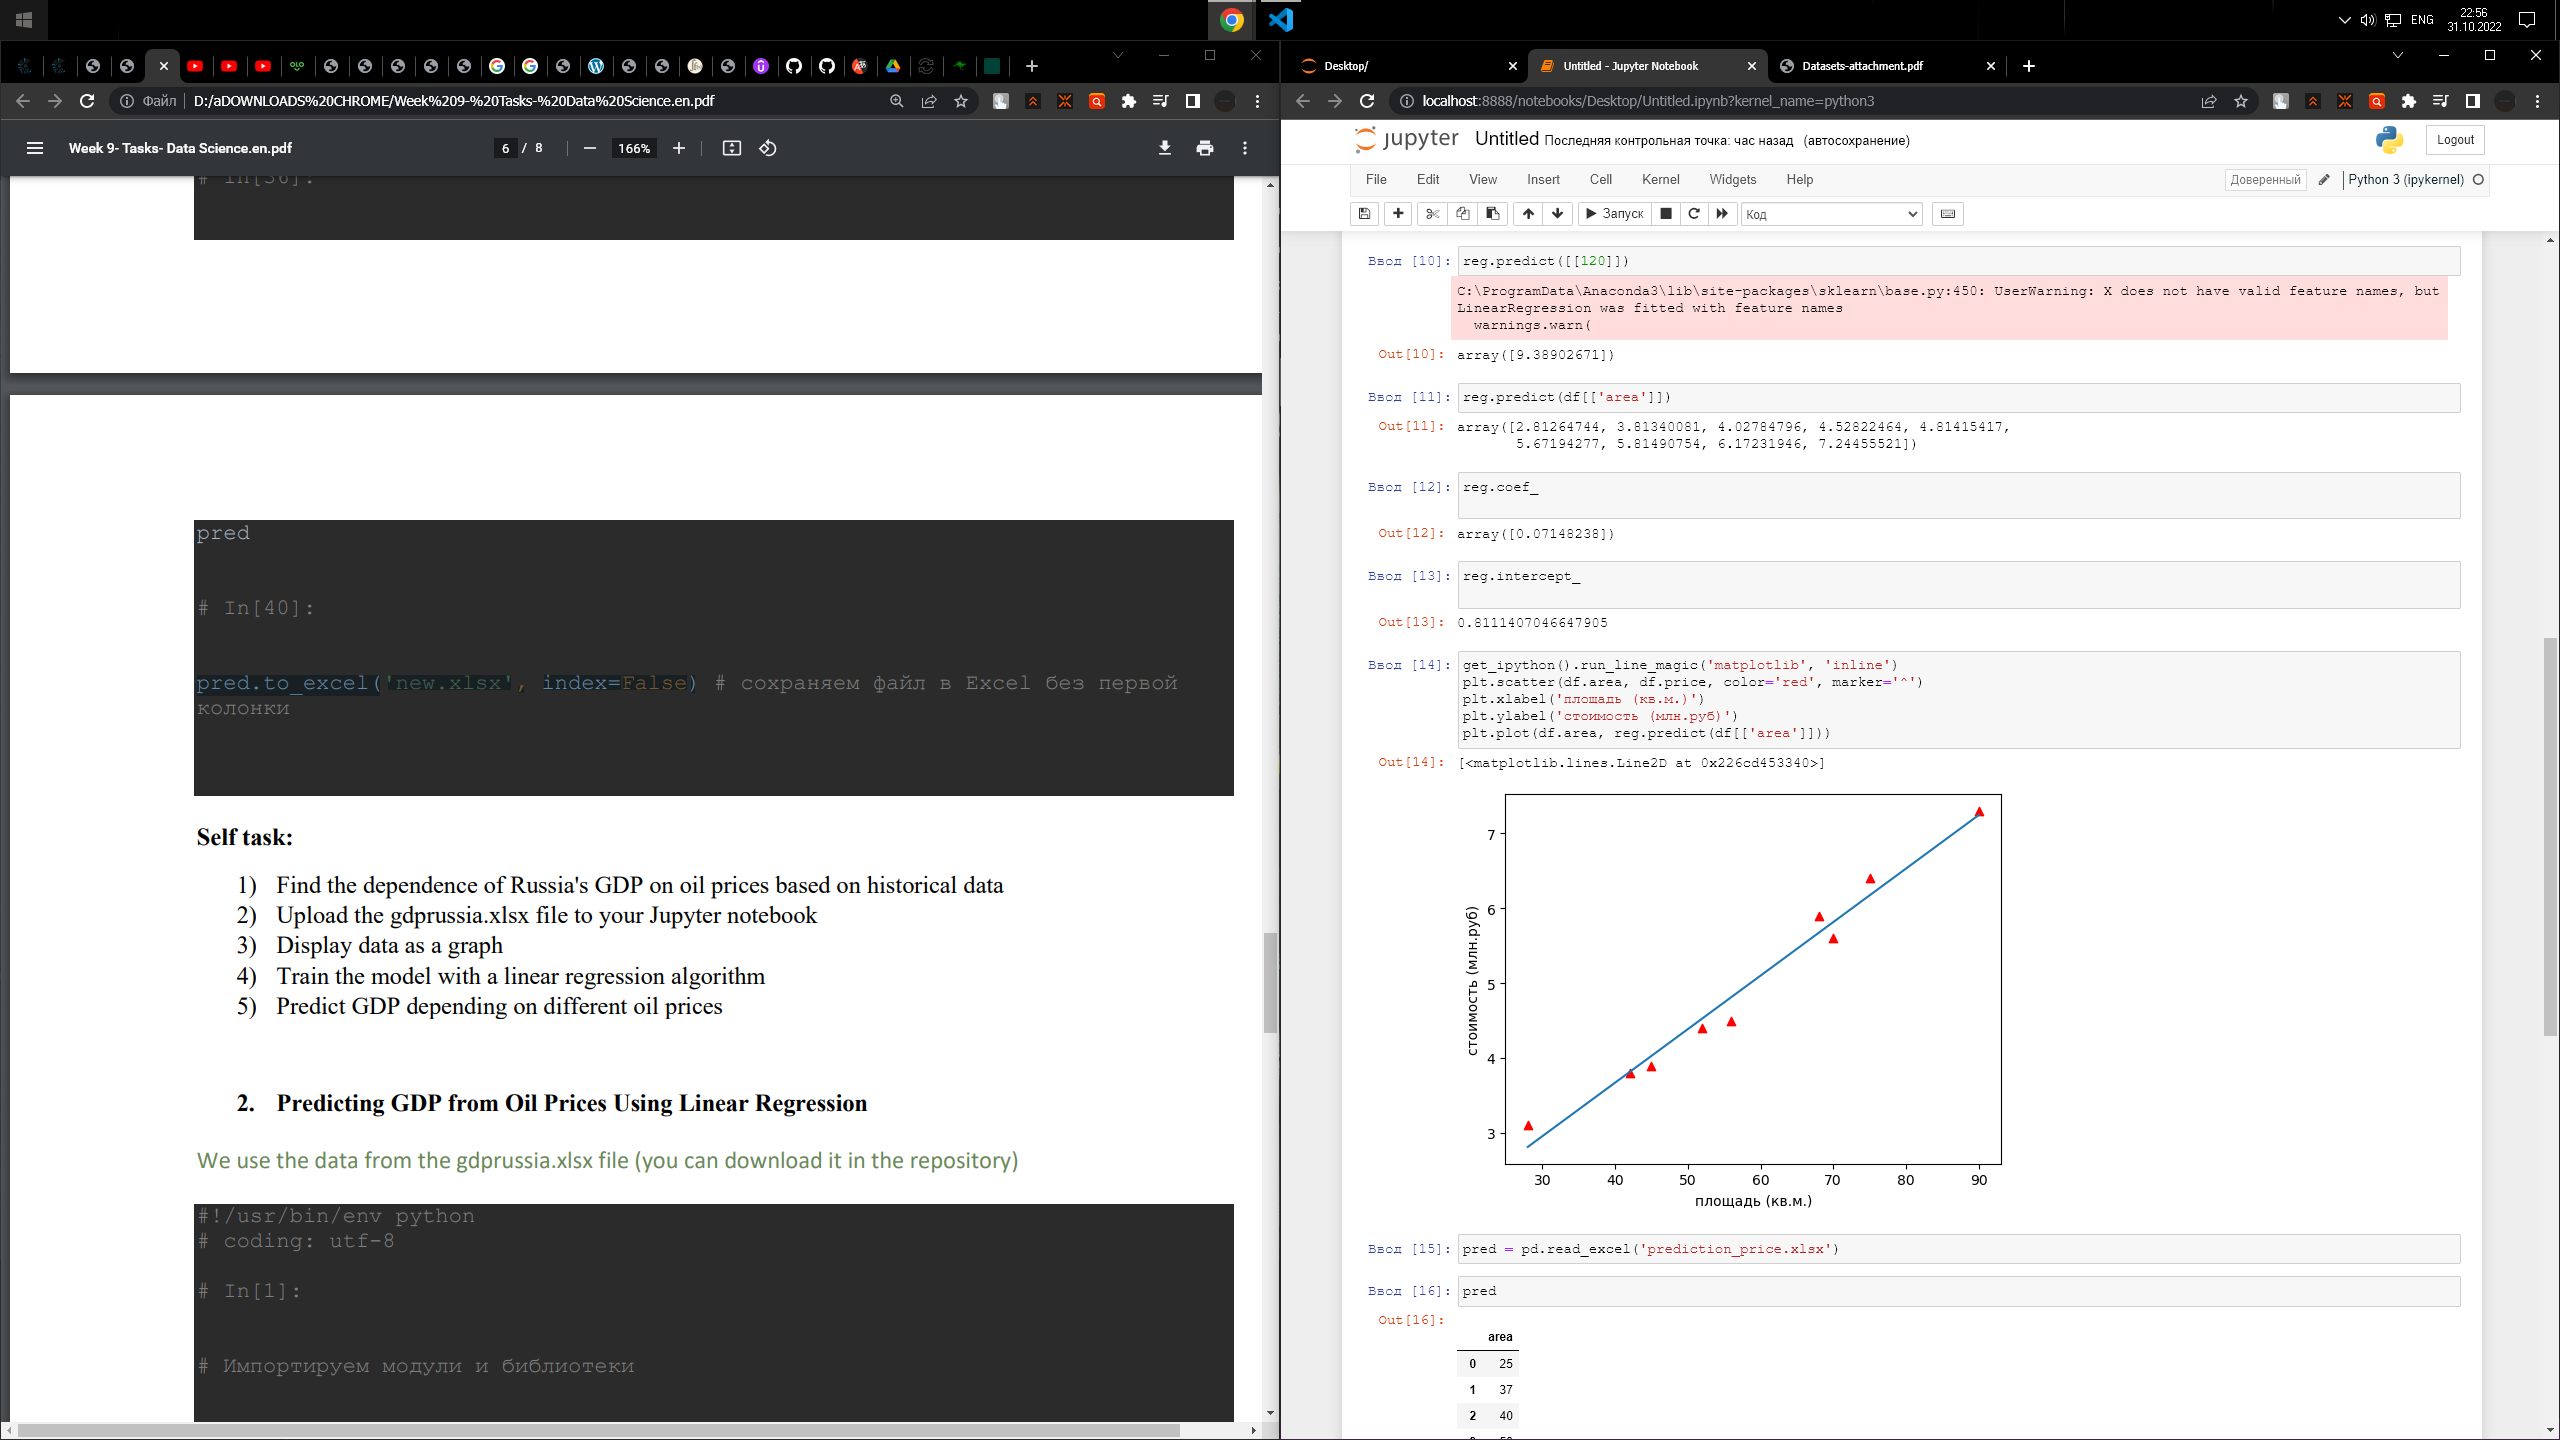 ENG
22:56
31.10.2022
Файл
D:/aDOWNLOADS%20CHROME/Week%209-%20Tasks-%20Data%20Science.en.pdf
Week 9- Tasks- Data Science.en.pdf
6 / 8
166%
# In[36]:
pred
# In[40]:
pred.to_excel('new.xlsx', index=False) # сохраняем файл в Excel без первой
колонки
Self task:
1) Find the dependence of Russia's GDP on oil prices based on historical data
2) Upload the gdprussia.xlsx file to your Jupyter notebook
3) Display data as a graph
4) Train the model with a linear regression algorithm
5) Predict GDP depending on different oil prices
2. Predicting GDP from Oil Prices Using Linear Regression
We use the data from the gdprussia.xlsx file (you can download it in the repository)
#!/usr/bin/env python
# coding: utf-8
# In[1]:
# Импортируем модули и библиотеки
Desktop/
Untitled - Jupyter Notebook
Datasets-attachment.pdf
localhost:8888/notebooks/Desktop/Untitled.ipynb?kernel_name=python3
jupyter Untitled Последняя контрольная точка: час назад (автосохранение)
Logout
File Edit View Insert Cell Kernel Widgets Help
Доверенный
Python 3 (ipykernel)
Запуск
Код
Ввод [10]: reg.predict([[120]])
C:\ProgramData\Anaconda3\lib\site-packages\sklearn\base.py:450: UserWarning: X does not have valid feature names, but
LinearRegression was fitted with feature names
warnings.warn(
Out[10]: array([9.38902671])
Ввод [11]: reg.predict(df[['area']])
Out[11]: array([2.81264744, 3.81340081, 4.02784796, 4.52822464, 4.81415417,
5.67194277, 5.81490754, 6.17231946, 7.24455521])
Ввод [12]: reg.coef_
Out[12]: array([0.07148238])
Ввод [13]: reg.intercept_
Out[13]: 0.8111407046647905
Ввод [14]: get_ipython().run_line_magic('matplotlib', 'inline')
plt.scatter(df.area, df.price, color='red', marker='^')
plt.xlabel('площадь (кв.м.)')
plt.ylabel('стоимость (млн.руб)')
plt.plot(df.area, reg.predict(df[['area']]))
Out[14]: [<matplotlib.lines.Line2D at 0x226cd453340>]
стоимость (млн.руб)
7
6
5
4
3
30 40 50 60 70 80 90
площадь (кв.м.)
Ввод [15]: pred = pd.read_excel('prediction_price.xlsx')
Ввод [16]: pred
Out[16]:
area
0 25
1 37
2 40